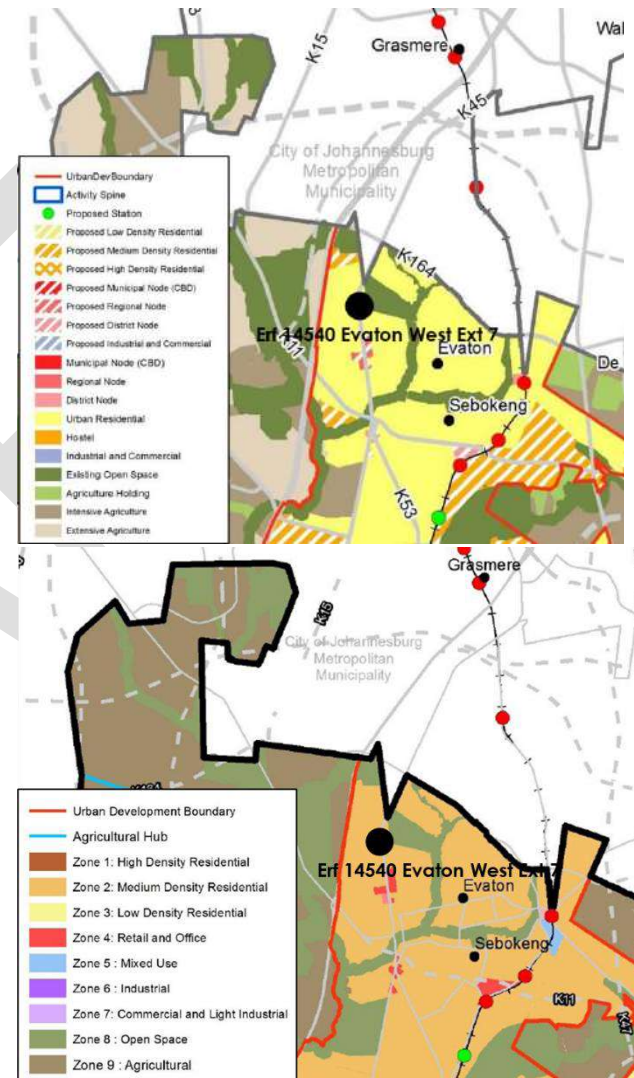 Grasmere
Wal
K15
K45
City of Johannesburg
Metropolitan
Municipality
UrbanDevBoundary
Activity Spine
Proposed Station
Proposed Low Density Residential
Proposed Medium Density Residential
Proposed High Density Residential
Proposed Municipal Node (CBD)
Proposed Regional Node
Proposed District Node
Proposed Industrial and Commercial
Municipal Node (CBD)
Regional Node
District Node
Urban Residential
Hostel
Industrial and Commercial
Existing Open Space
Agriculture Holding
Intensive Agriculture
Extensive Agriculture
K164
Erf 14540 Evaton West Ext 7
K11
Evaton
De
Sebokeng
K53
Grasmere
K15
City of Johannesburg
Metropolitan
Municipality
Urban Development Boundary
Agricultural Hub
Zone 1: High Density Residential
Zone 2: Medium Density Residential
Zone 3: Low Density Residential
Zone 4: Retail and Office
Zone 5 : Mixed Use
Zone 6 : Industrial
Zone 7: Commercial and Light Industrial
Zone 8 : Open Space
Zone 9 : Agricultural
Erf 14540 Evaton West Ext 7
Evaton
Sebokeng
K11
K47